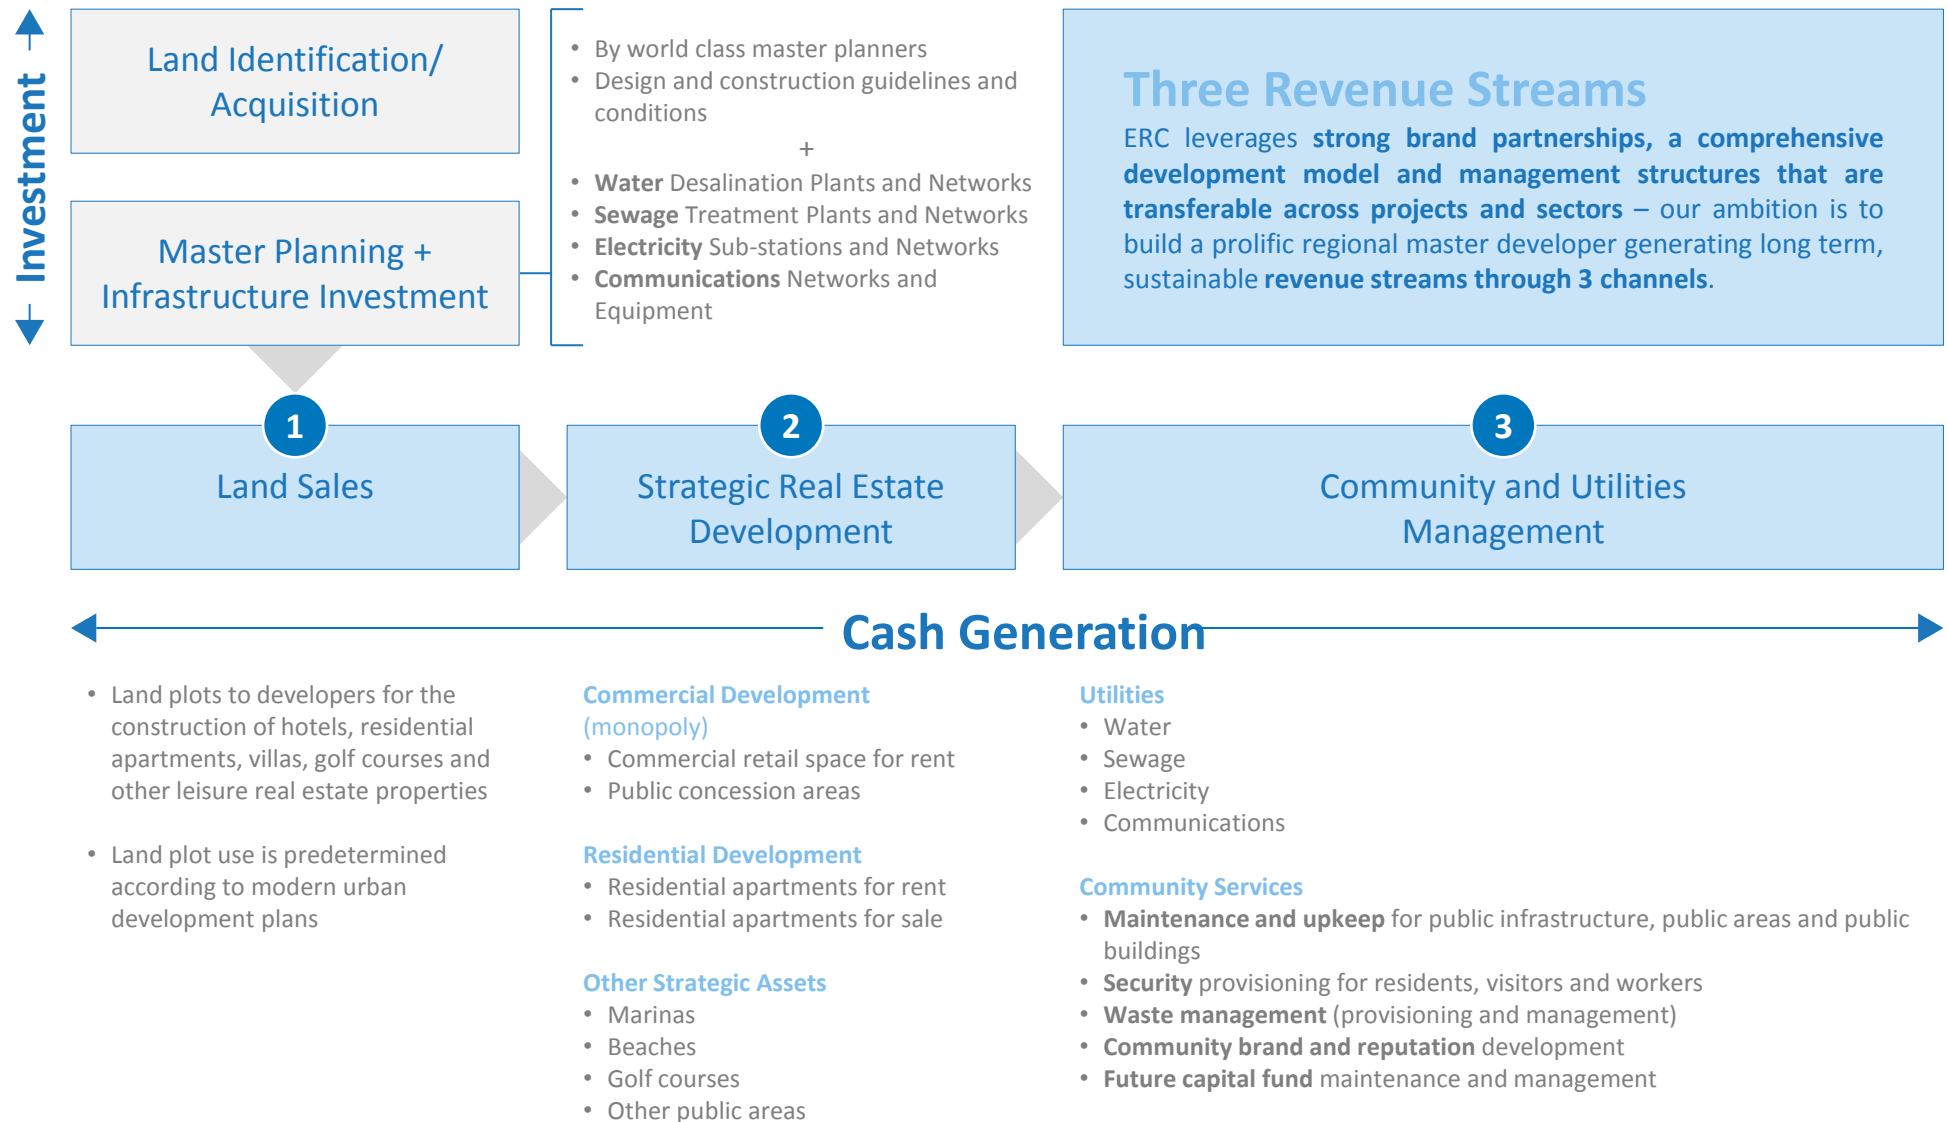 Investment
Land Identification/
Acquisition
Master Planning +
Infrastructure Investment
• By world class master planners
• Design and construction guidelines and
conditions
+
• Water Desalination Plants and Networks
• Sewage Treatment Plants and Networks
• Electricity Sub-stations and Networks
• Communications Networks and
Equipment
Three Revenue Streams
ERC leverages strong brand partnerships, a comprehensive
development model and management structures that are
transferable across projects and sectors – our ambition is to
build a prolific regional master developer generating long term,
sustainable revenue streams through 3 channels.
1
Land Sales
2
Strategic Real Estate
Development
3
Community and Utilities
Management
Cash Generation
• Land plots to developers for the
construction of hotels, residential
apartments, villas, golf courses and
other leisure real estate properties
• Land plot use is predetermined
according to modern urban
development plans
Commercial Development
(monopoly)
• Commercial retail space for rent
• Public concession areas
Residential Development
• Residential apartments for rent
• Residential apartments for sale
Other Strategic Assets
• Marinas
• Beaches
• Golf courses
• Other public areas
Utilities
• Water
• Sewage
• Electricity
• Communications
Community Services
• Maintenance and upkeep for public infrastructure, public areas and public
buildings
• Security provisioning for residents, visitors and workers
• Waste management (provisioning and management)
• Community brand and reputation development
• Future capital fund maintenance and management